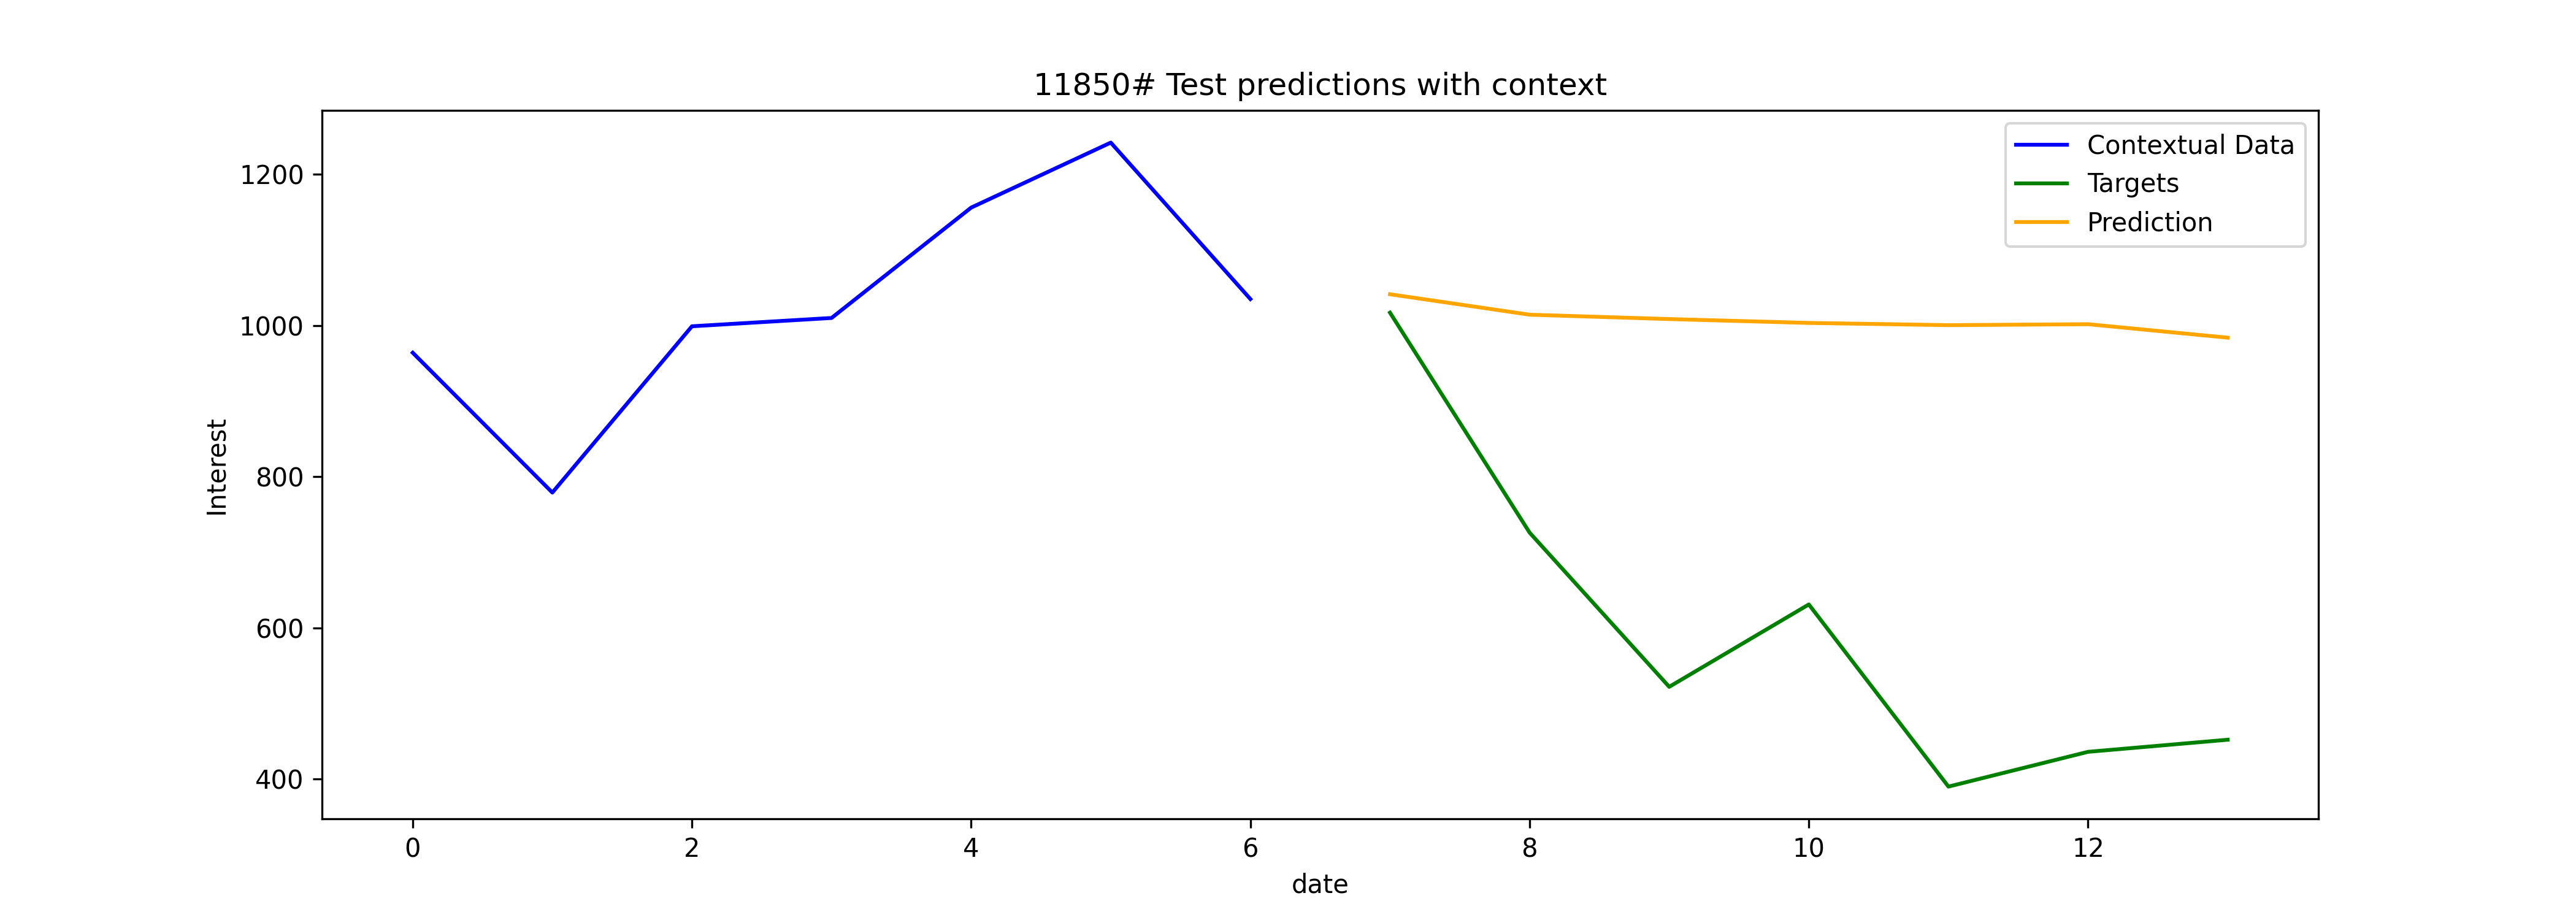 11850# Test predictions with context
Contextual Data
Targets
Prediction
Interest
1200
1000
800
600
400
0
2
4
6
8
10
12
date